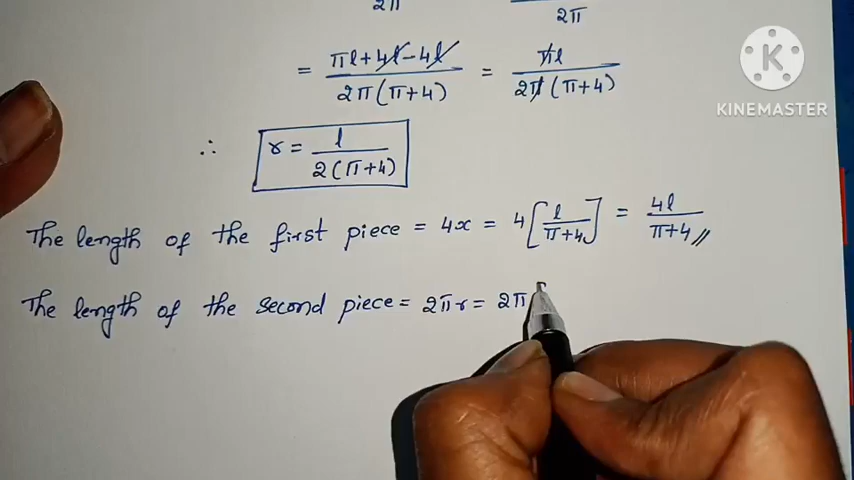 2π
2π
= πl+4l-4l / 2π(π+4) = πl / 2π(π+4)
K
KINEMASTER
∴ r = l / 2(π+4)
The length of the first piece = 4x = 4[l / π+4] = 4l / π+4 //
The length of the second piece = 2πr = 2π[